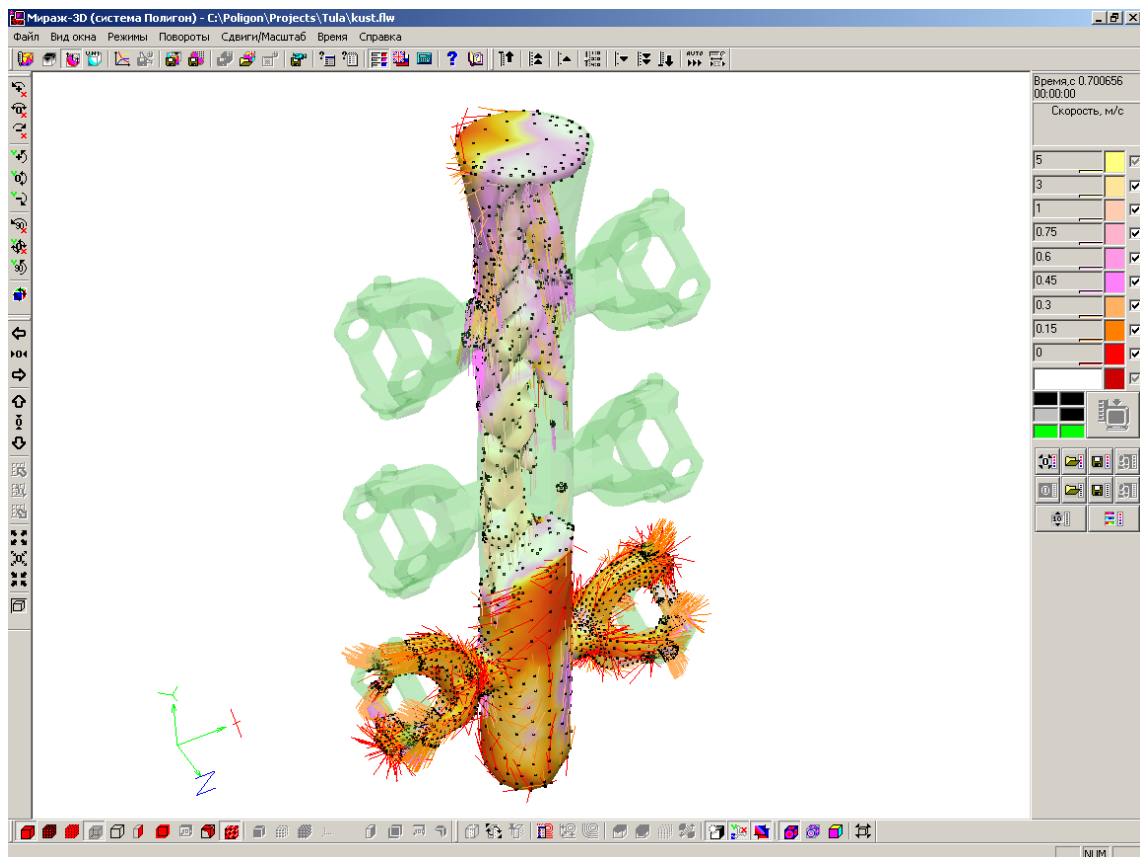 Мираж-3D (система Полигон) - C:\Poligon\Projects\Tula\kust.flw
Файл Вид окна Режимы Повороты Сдвиги/Масштаб Время Справка
Время,с 0.700656
00:00:00
Скорость, м/с
5
3
1
0.75
0.6
0.45
0.3
0.15
0
Y
X
Z
NUM